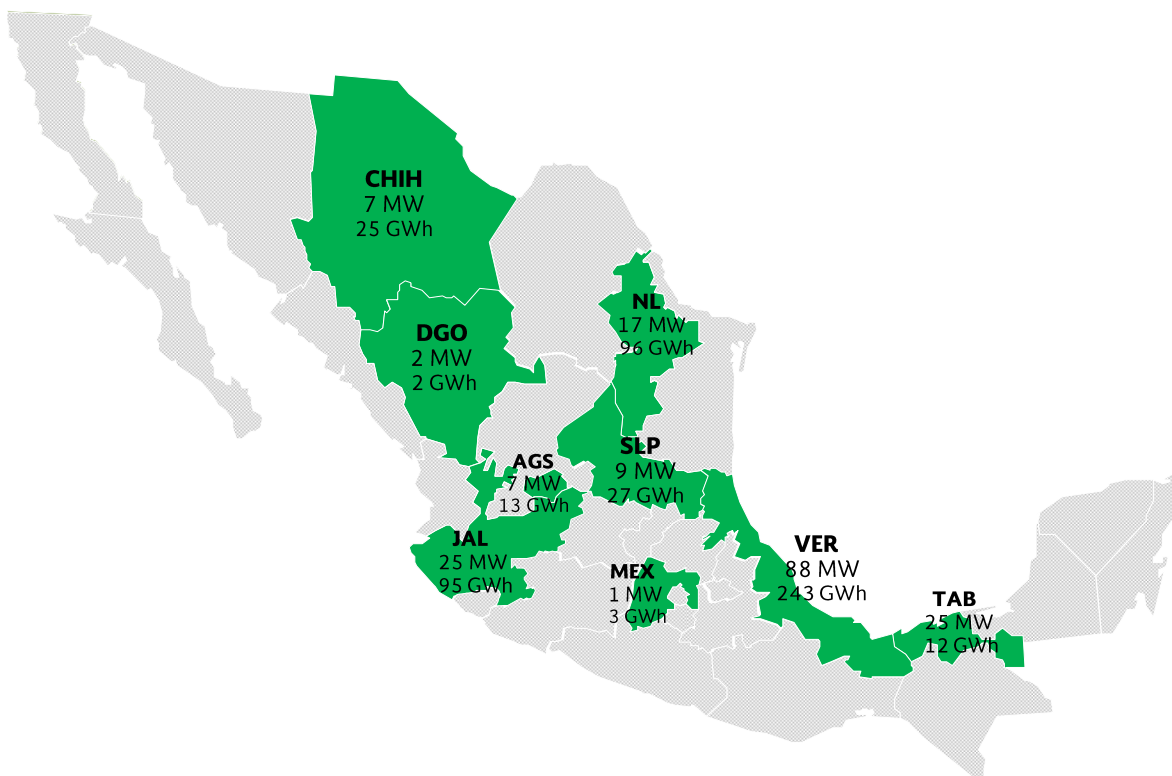 CHIH
7 MW
25 GWh
NL
17 MW
96 GWh
DGO
2 MW
2 GWh
SLP
9 MW
27 GWh
AGS
7 MW
13 GWh
JAL
25 MW
95 GWh
MEX
1 MW
3 GWh
VER
88 MW
243 GWh
TAB
25 MW
12 GWh